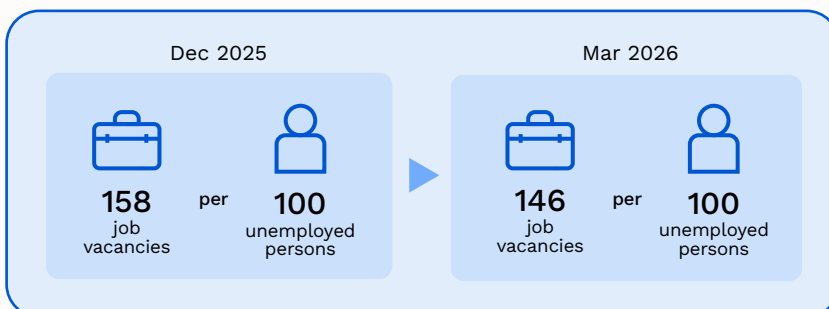 Dec 2025
158
job
vacancies
per
100
unemployed
persons
Mar 2026
146
job
vacancies
per
100
unemployed
persons